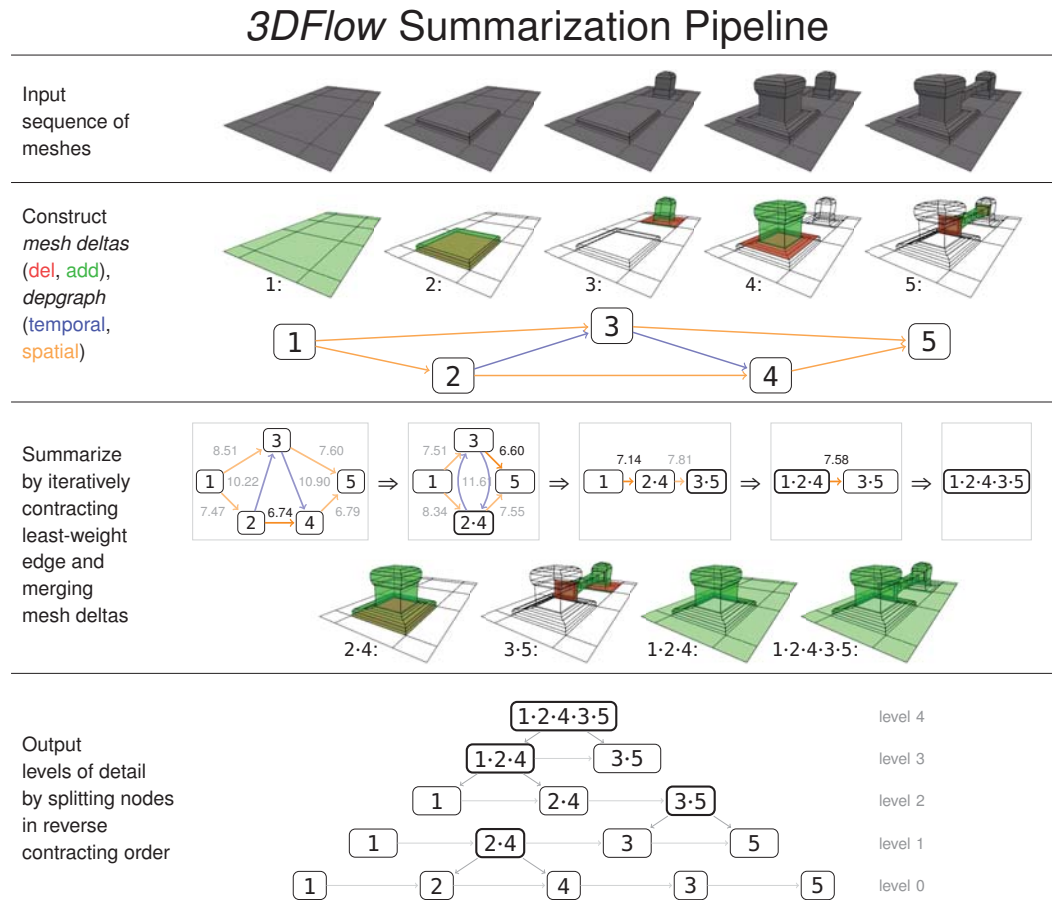 3DFlow Summarization Pipeline
Input
sequence of
meshes
Construct
mesh deltas
(del, add),
depgraph
(temporal,
spatial)
1:
2:
3:
4:
5:
1
2
3
4
5
Summarize
by iteratively
contracting
least-weight
edge and
merging
mesh deltas
8.51
3
7.60
1
10.22
10.90
5
7.47
2
6.74
4
6.79
⇒
7.51
3
6.60
1
11.61
5
8.34
2·4
7.55
⇒
7.14
7.81
1
2·4
3·5
⇒
7.58
1·2·4
3·5
⇒
1·2·4·3·5
2·4:
3·5:
1·2·4:
1·2·4·3·5:
Output
levels of detail
by splitting nodes
in reverse
contracting order
1·2·4·3·5
level 4
1·2·4
3·5
level 3
1
2·4
3·5
level 2
1
2·4
3
5
level 1
1
2
4
3
5
level 0